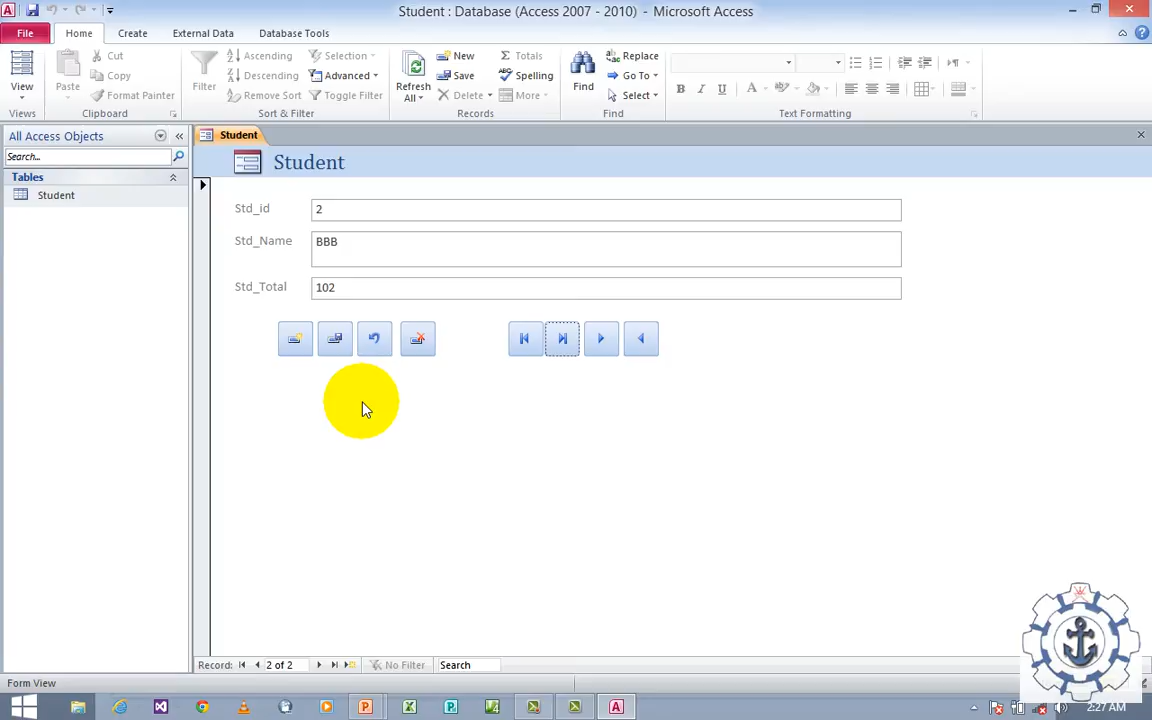 Student : Database (Access 2007 - 2010) - Microsoft Access
File Home Create External Data Database Tools
View
Views
Paste
Cut
Copy
Format Painter
Clipboard
Filter
Ascending
Descending
Remove Sort
Selection
Advanced
Toggle Filter
Sort & Filter
Refresh
All
New
Save
Delete
Totals
Spelling
More
Records
Find
Replace
Go To
Select
Find
B I U
A
Text Formatting
All Access Objects
Search...
Tables
Student
Student
Student
Std_id 2
Std_Name BBB
Std_Total 102
Record: 2 of 2 No Filter Search
Form View
2:27 AM